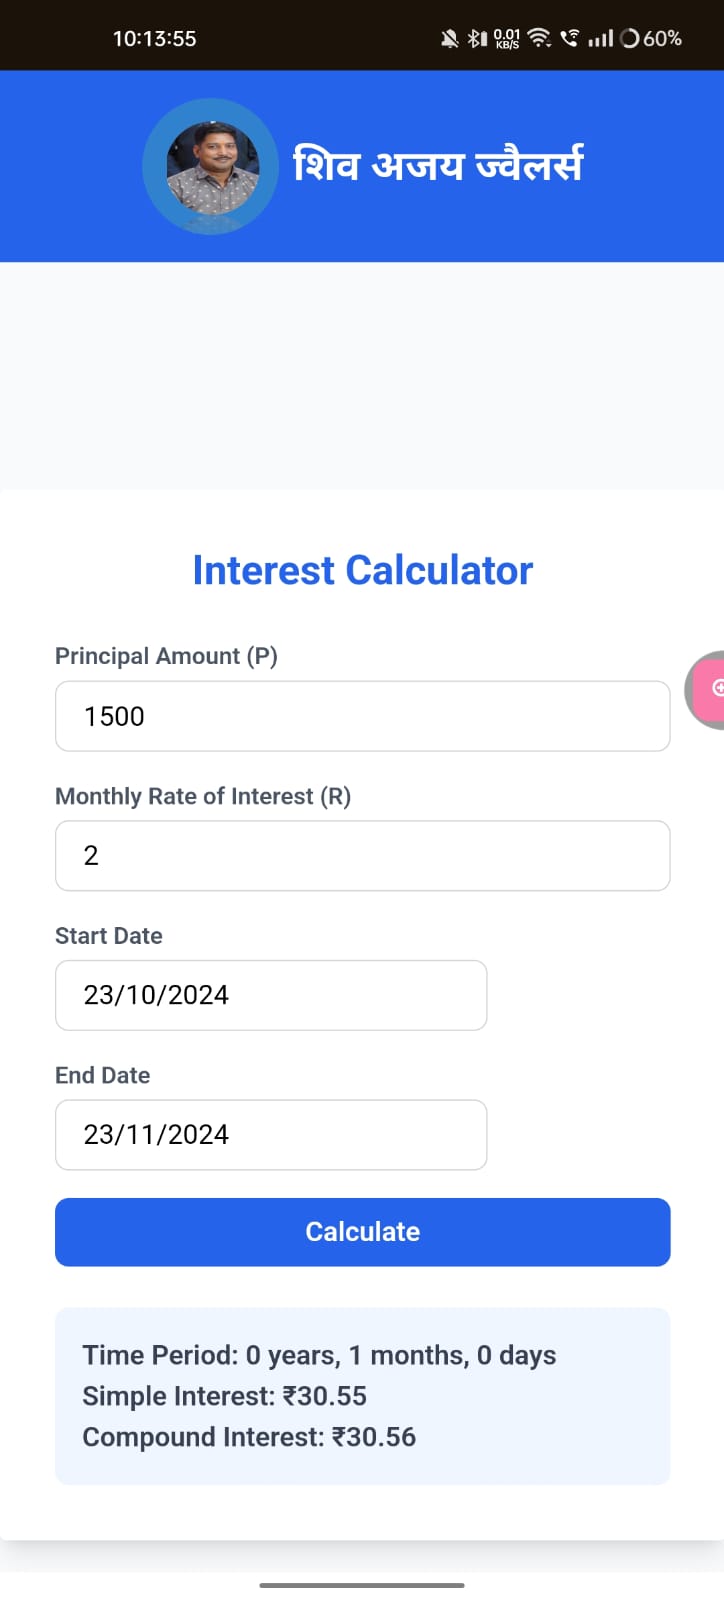 10:13:55 0.01 KB/S 60%
शिव अजय ज्वैलर्स
Interest Calculator
Principal Amount (P)
1500
Monthly Rate of Interest (R)
2
Start Date
23/10/2024
End Date
23/11/2024
Calculate
Time Period: 0 years, 1 months, 0 days
Simple Interest: ₹30.55
Compound Interest: ₹30.56